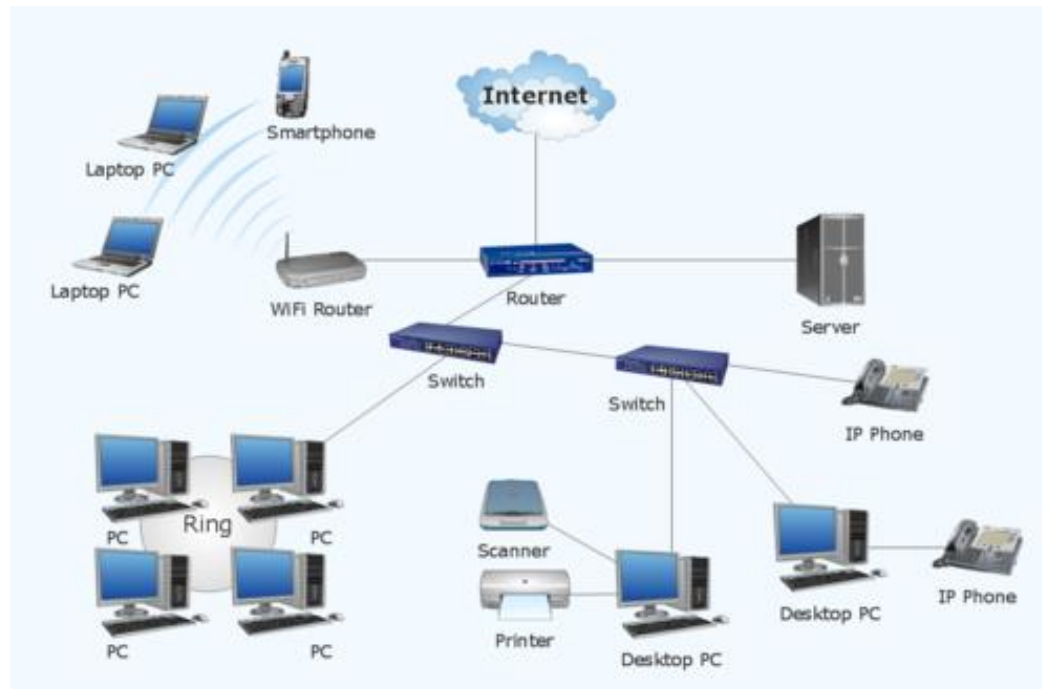 Internet
Smartphone
Laptop PC
Laptop PC
WiFi Router
Router
Server
Switch
Switch
IP Phone
Ring
PC
PC
PC
PC
Scanner
Printer
Desktop PC
Desktop PC
IP Phone